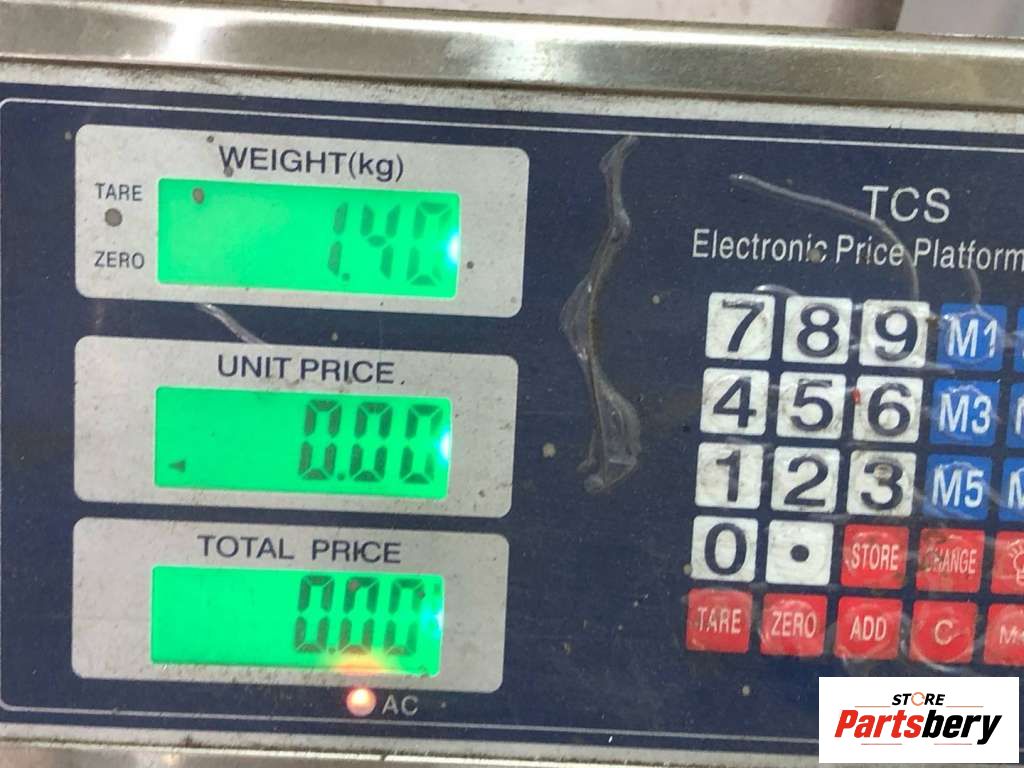 WEIGHT(kg)
TARE
ZERO
1.40
UNIT PRICE
0.00
TOTAL PRICE
0.00
AC
TCS
Electronic Price Platform
7 8 9 M1
4 5 6 M3
1 2 3 M5
0 . STORE CHANGE
TARE ZERO ADD C
STORE
Partsbery